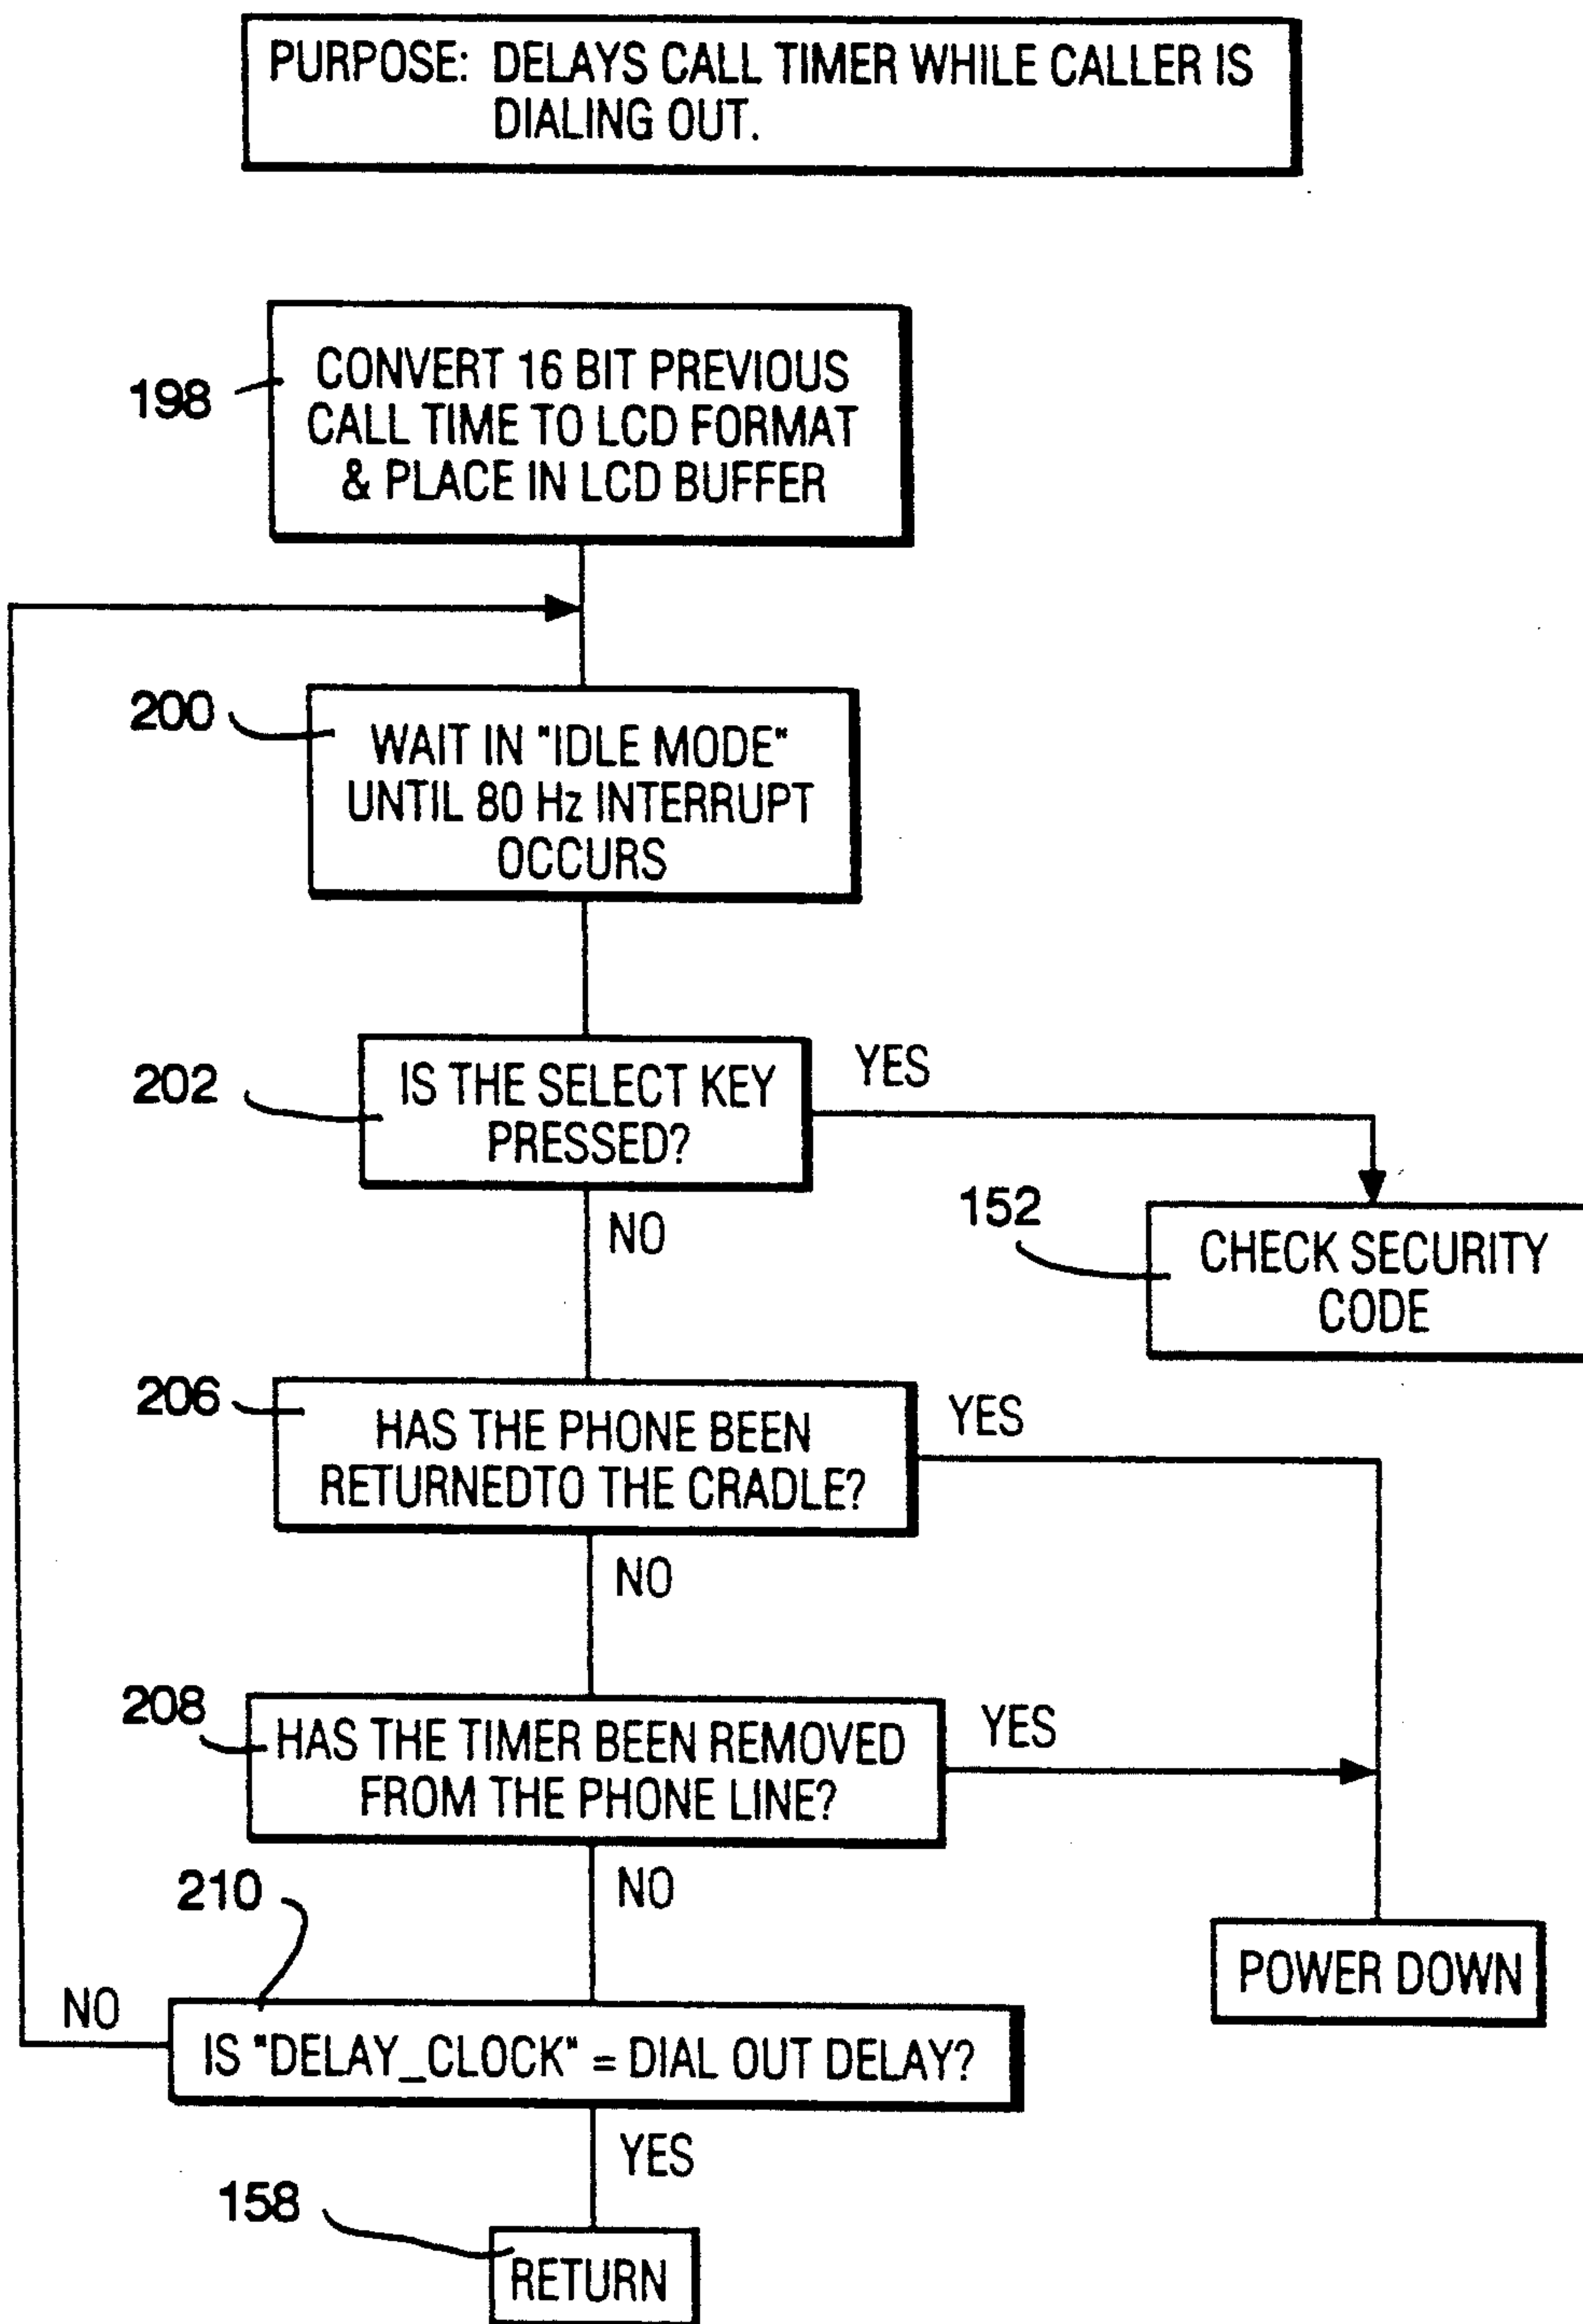 PURPOSE: DELAYS CALL TIMER WHILE CALLER IS
DIALING OUT.
198
CONVERT 16 BIT PREVIOUS
CALL TIME TO LCD FORMAT
& PLACE IN LCD BUFFER
200
WAIT IN "IDLE MODE"
UNTIL 80 Hz INTERRUPT
OCCURS
202
IS THE SELECT KEY
PRESSED?
YES
NO
152
CHECK SECURITY
CODE
206
HAS THE PHONE BEEN
RETURNEDTO THE CRADLE?
YES
NO
208
HAS THE TIMER BEEN REMOVED
FROM THE PHONE LINE?
YES
NO
210
POWER DOWN
NO
IS "DELAY_CLOCK" = DIAL OUT DELAY?
YES
158
RETURN